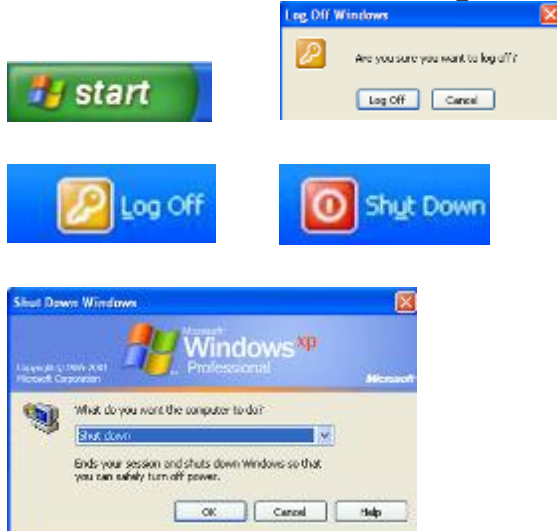 Log Off Windows
Are you sure you want to log off?
Log Off Cancel
start
Log Off
Shut Down
Shut Down Windows
Microsoft
Windows xp
Professional
Copyright © 1985-2001
Microsoft Corporation
Microsoft
What do you want the computer to do?
Shut down
Ends your session and shuts down Windows so that
you can safely turn off power.
OK Cancel Help